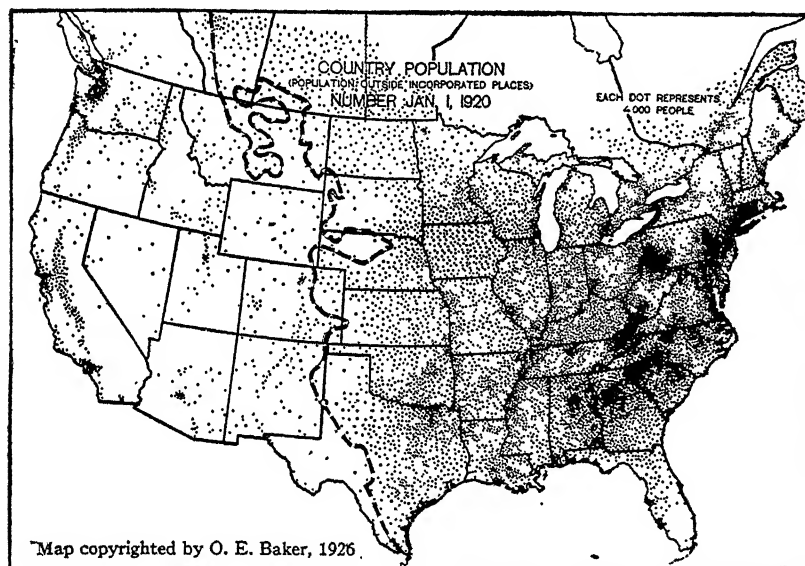 COUNTRY POPULATION
(POPULATION OUTSIDE INCORPORATED PLACES)
NUMBER JAN. 1, 1920
EACH DOT REPRESENTS
4,000 PEOPLE
Map copyrighted by O. E. Baker, 1926